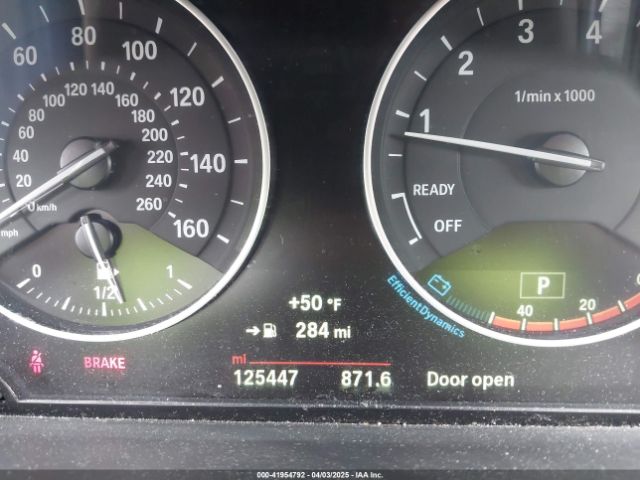 60 80 100 120 140 160
100 120 140 160 180 200 220 240 260
80
60
40
20
0 km/h
mph
0 1/2 1
1 2 3 4
1/min x 1000
READY
OFF
EfficientDynamics
P
40 20
+50 °F
284 mi
mi
125447 871.6 Door open
BRAKE
000-41954792 - 04/03/2025 - IAA Inc.